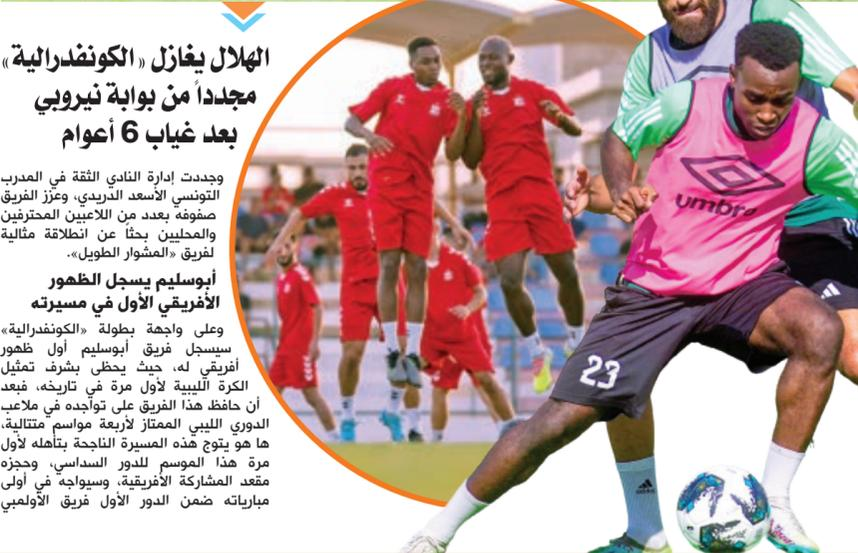 الهلال يغازل «الكونفدرالية»
مجدداً من بوابة نيروبي
بعد غياب 6 أعوام
وجددت إدارة النادي الثقة في المدرب
التونسي الأسعد الدريدي، وعزز الفريق
صفوفه بعدد من اللاعبين المحترفين
والمحليين بحثاً عن انطلاقة مثالية
لفريق «المشوار الطويل».
أبوسليم يسجل الظهور
الأفريقي الأول في مسيرته
وعلى واجهة بطولة «الكونفدرالية»
سيسجل فريق أبوسليم أول ظهور
أفريقي له، حيث يحظى بشرف تمثيل
الكرة الليبية لأول مرة في تاريخه، فبعد
أن حافظ هذا الفريق على تواجده في ملاعب
الدوري الليبي الممتاز لأربعة مواسم متتالية،
ها هو يتوج هذه المسيرة الناجحة بتأهله لأول
مرة هذا الموسم للدور السداسي، وحجزه
مقعد المشاركة الأفريقية، وسيواجه في أولى
مبارياته ضمن الدور الأول فريق الأولمبي
umbro
23
adidas